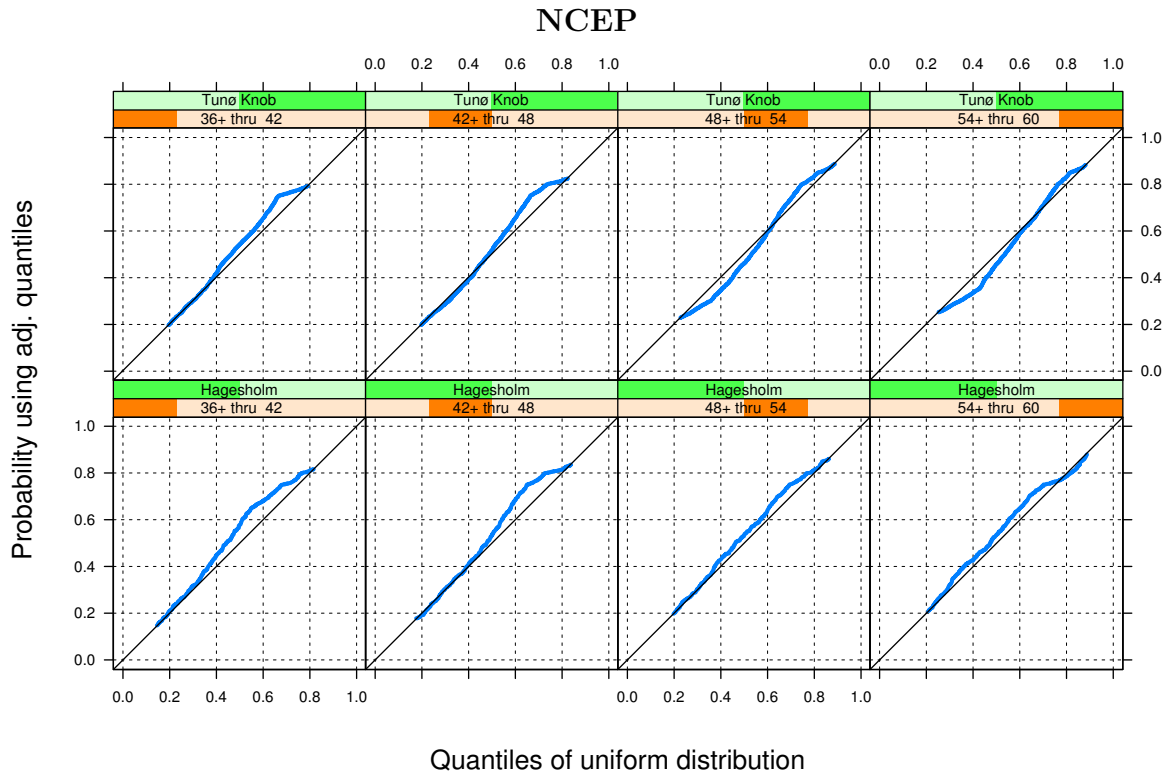 NCEP
0.0 0.2 0.4 0.6 0.8 1.0 0.0 0.2 0.4 0.6 0.8 1.0
Tunø Knob Tunø Knob Tunø Knob Tunø Knob
36+ thru 42 42+ thru 48 48+ thru 54 54+ thru 60
1.0
0.8
0.6
0.4
0.2
0.0
Hagesholm Hagesholm Hagesholm Hagesholm
36+ thru 42 42+ thru 48 48+ thru 54 54+ thru 60
1.0
0.8
0.6
0.4
0.2
0.0
0.0 0.2 0.4 0.6 0.8 1.0 0.0 0.2 0.4 0.6 0.8 1.0
Probability using adj. quantiles
Quantiles of uniform distribution